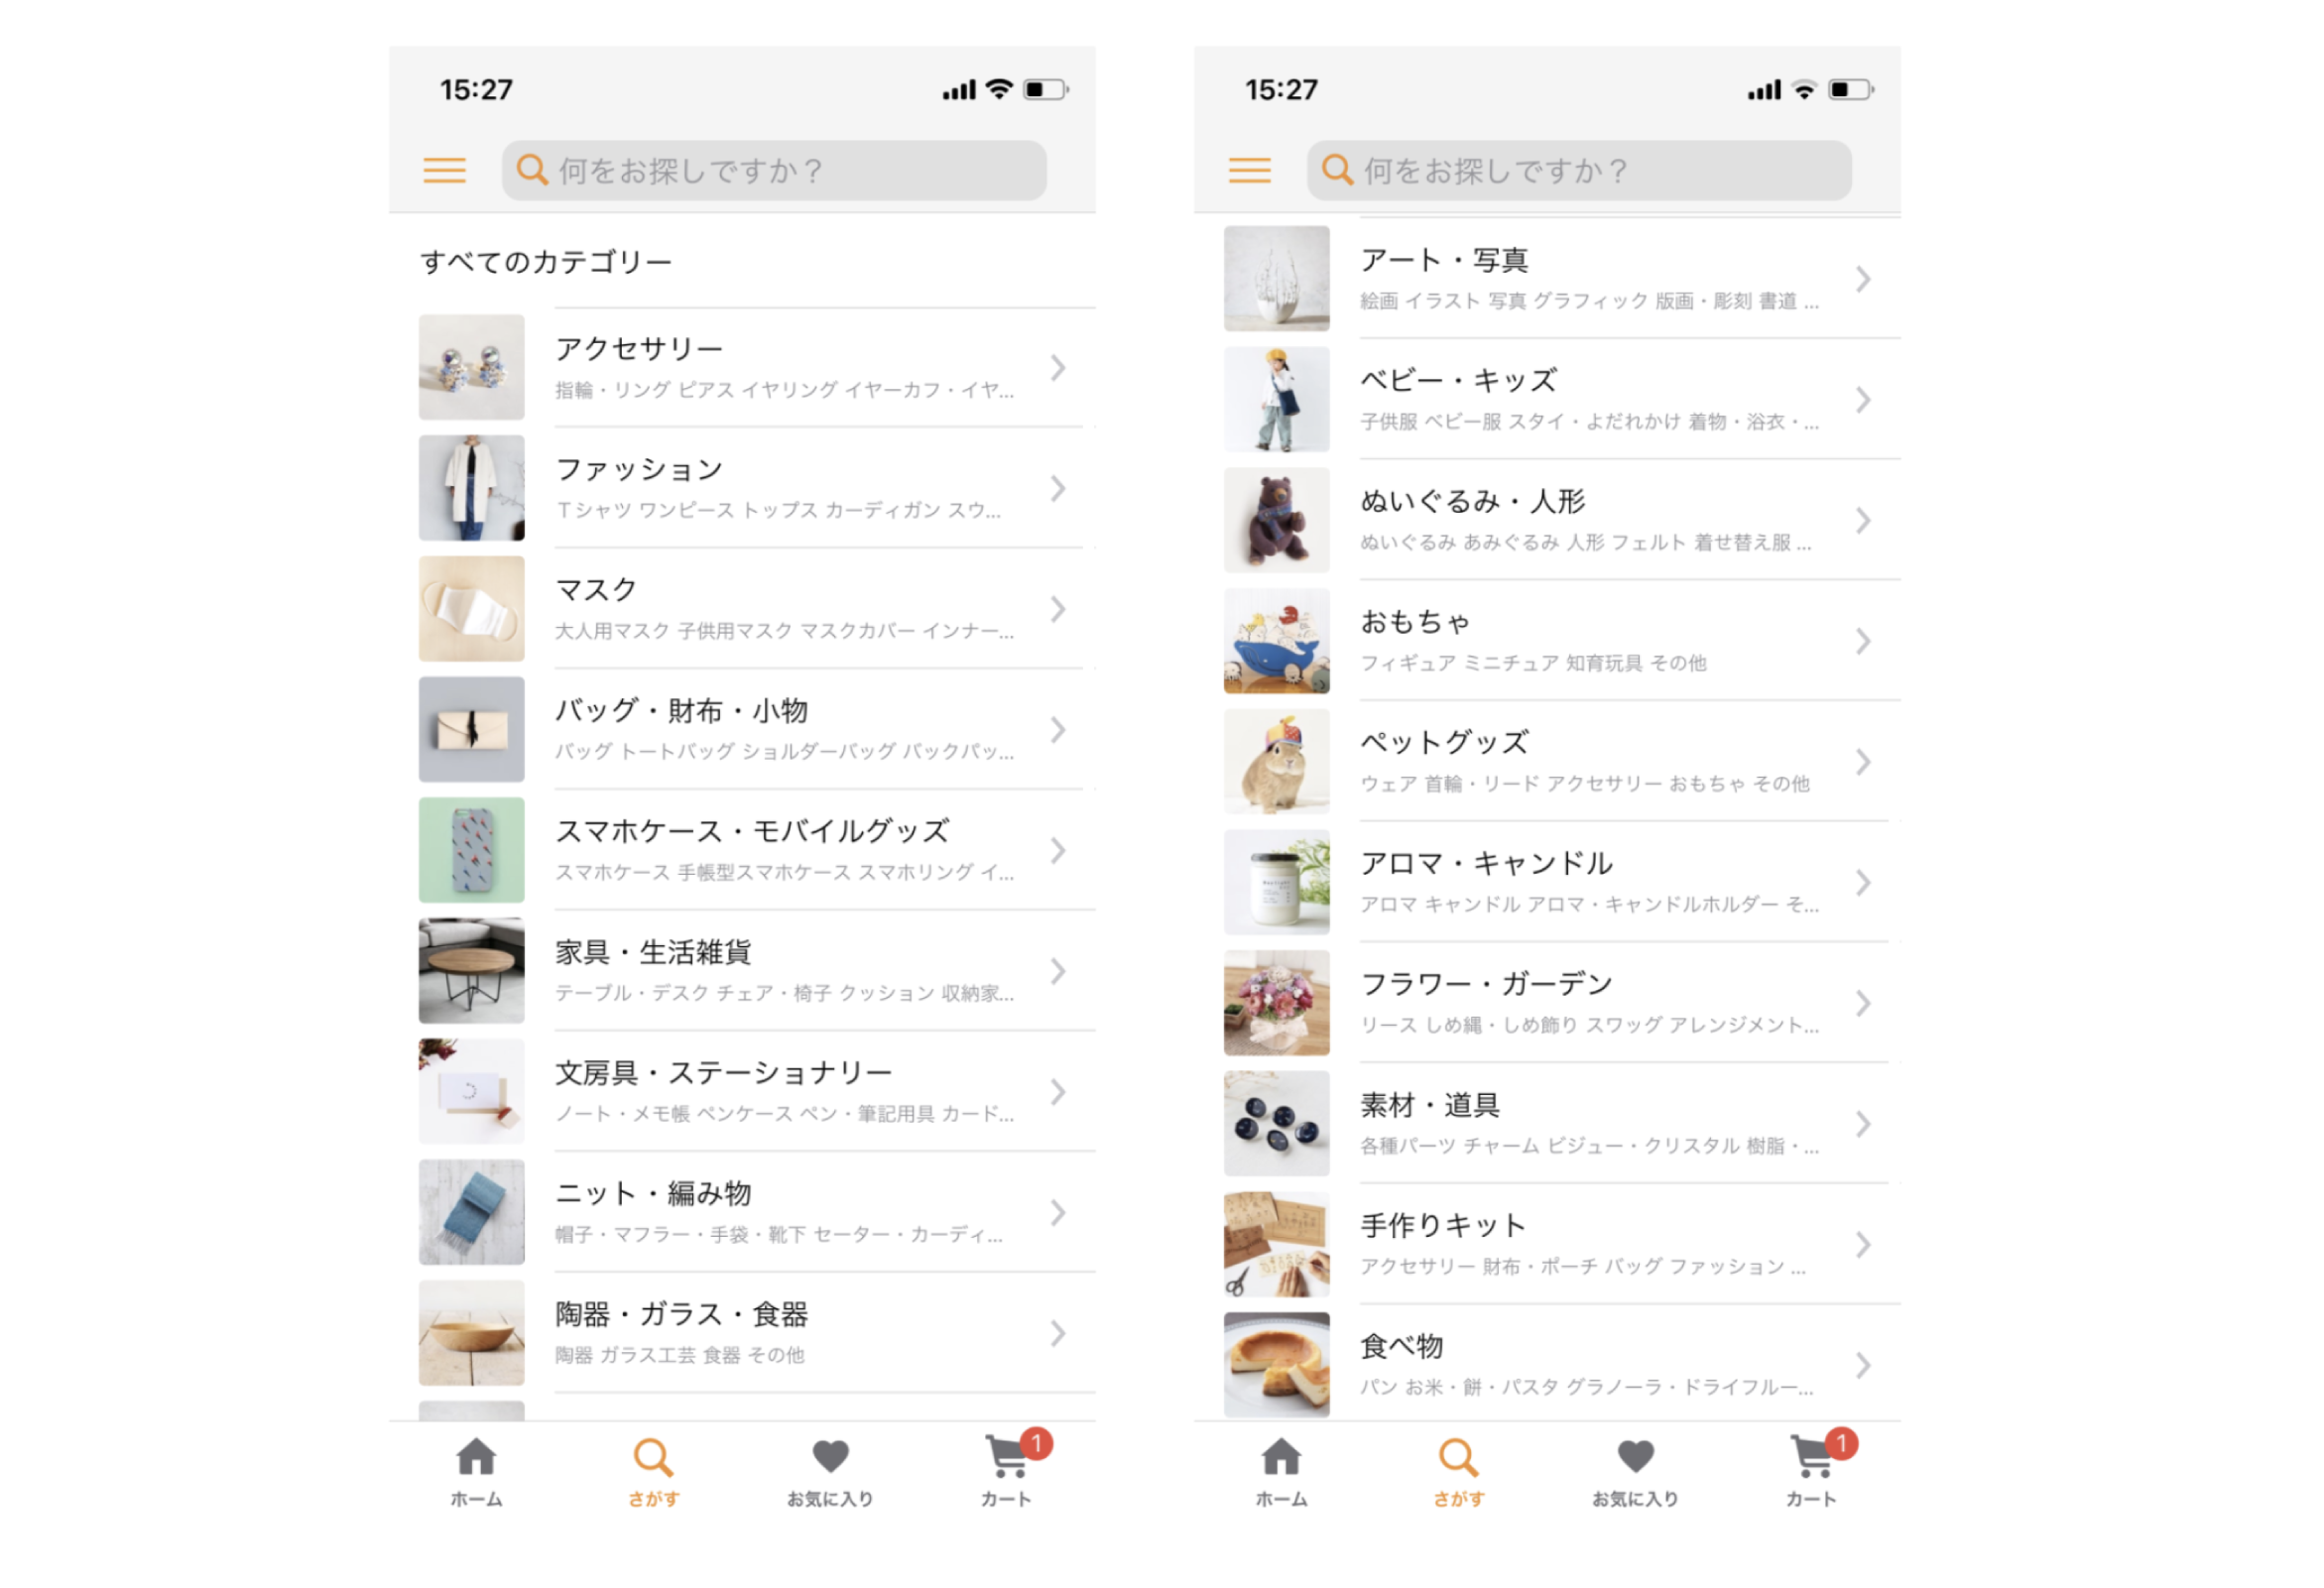 15:27
何をお探しですか？
すべてのカテゴリー
アクセサリー
指輪・リング ピアス イヤリング イヤーカフ・イヤ...
ファッション
Tシャツ ワンピース トップス カーディガン スウ...
マスク
大人用マスク 子供用マスク マスクカバー インナー...
バッグ・財布・小物
バッグ トートバッグ ショルダーバッグ バックパッ...
スマホケース・モバイルグッズ
スマホケース 手帳型スマホケース スマホリング イ...
家具・生活雑貨
テーブル・デスク チェア・椅子 クッション 収納家...
文房具・ステーショナリー
ノート・メモ帳 ペンケース ペン・筆記用具 カード...
ニット・編み物
帽子・マフラー・手袋・靴下 セーター・カーディ...
陶器・ガラス・食器
陶器 ガラス工芸 食器 その他
1
ホーム さがす お気に入り カート
15:27
何をお探しですか？
アート・写真
絵画 イラスト 写真 グラフィック 版画・彫刻 書道 ...
ベビー・キッズ
子供服 ベビー服 スタイ・よだれかけ 着物・浴衣・...
ぬいぐるみ・人形
ぬいぐるみ あみぐるみ 人形 フェルト 着せ替え服 ...
おもちゃ
フィギュア ミニチュア 知育玩具 その他
ペットグッズ
ウェア 首輪・リード アクセサリー おもちゃ その他
アロマ・キャンドル
アロマ キャンドル アロマ・キャンドルホルダー そ...
フラワー・ガーデン
リース しめ縄・しめ飾り スワッグ アレンジメント...
素材・道具
各種パーツ チャーム ビジュー・クリスタル 樹脂・...
手作りキット
アクセサリー 財布・ポーチ バッグ ファッション ...
食べ物
パン お米・餅・パスタ グラノーラ・ドライフルー...
1
ホーム さがす お気に入り カート